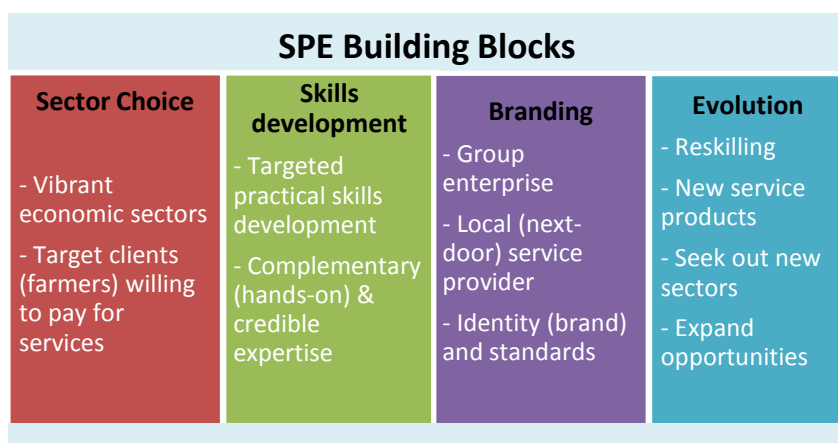 SPE Building Blocks
Sector Choice
- Vibrant
economic sectors
- Target clients
(farmers) willing
to pay for
services
Skills
development
- Targeted
practical skills
development
- Complementary
(hands-on) &
credible
expertise
Branding
- Group
enterprise
- Local (next-
door) service
provider
- Identity (brand)
and standards
Evolution
- Reskilling
- New service
products
- Seek out new
sectors
- Expand
opportunities